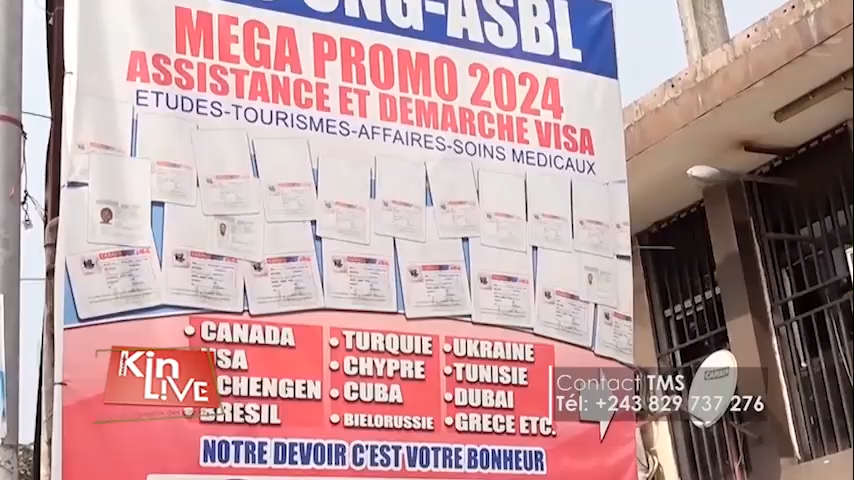 ONG-ASBL
MEGA PROMO 2024
ASSISTANCE ET DEMARCHE VISA
ETUDES-TOURISMES-AFFAIRES-SOINS MEDICAUX
CANADA
USA
SCHENGEN
BRESIL
TURQUIE
CHYPRE
CUBA
BIELORUSSIE
UKRAINE
TUNISIE
DUBAI
GRECE ETC.
NOTRE DEVOIR C'EST VOTRE BONHEUR
Kin
LIVE
Contact TMS
Tél: +243 829 737 276
CANAL+